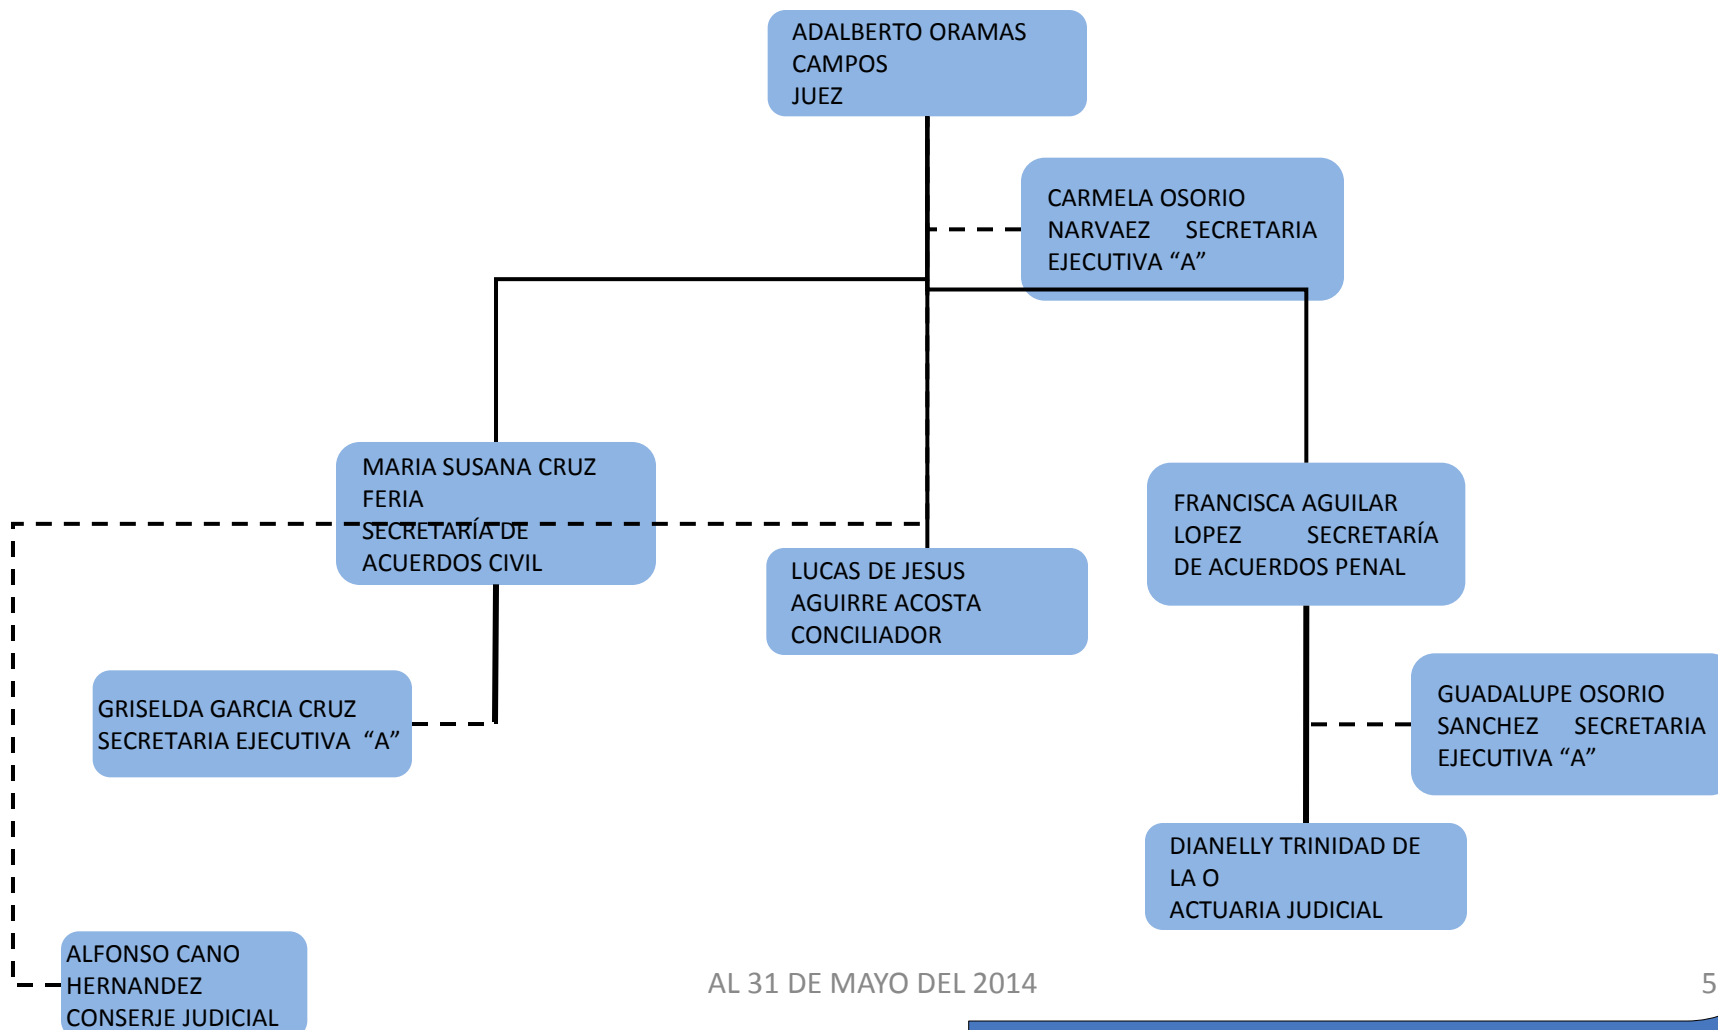 ADALBERTO ORAMAS
CAMPOS
JUEZ
CARMELA OSORIO
NARVAEZ SECRETARIA
EJECUTIVA “A”
MARIA SUSANA CRUZ
FERIA
SECRETARÍA DE
ACUERDOS CIVIL
LUCAS DE JESUS
AGUIRRE ACOSTA
CONCILIADOR
FRANCISCA AGUILAR
LOPEZ SECRETARÍA
DE ACUERDOS PENAL
GRISELDA GARCIA CRUZ
SECRETARIA EJECUTIVA “A”
GUADALUPE OSORIO
SANCHEZ SECRETARIA
EJECUTIVA “A”
DIANELLY TRINIDAD DE
LA O
ACTUARIA JUDICIAL
ALFONSO CANO
HERNANDEZ
CONSERJE JUDICIAL
AL 31 DE MAYO DEL 2014
5